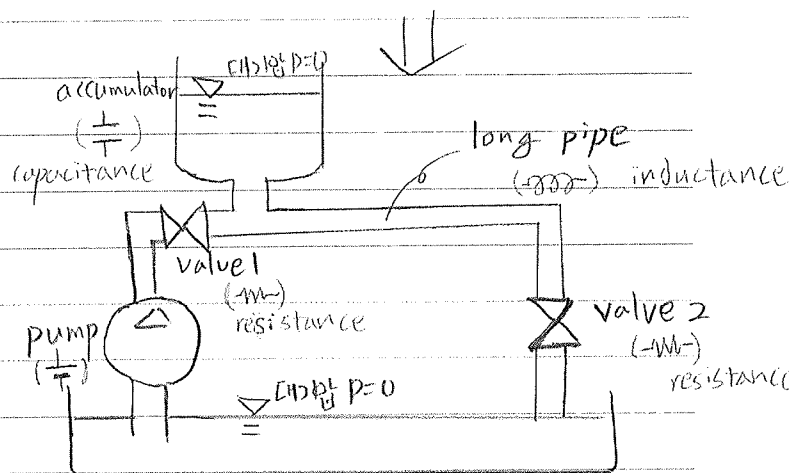 대기압 P=0
accumulator
capacitance
long pipe
inductance
valve1
resistance
pump
valve 2
resistance
대기압 P=0